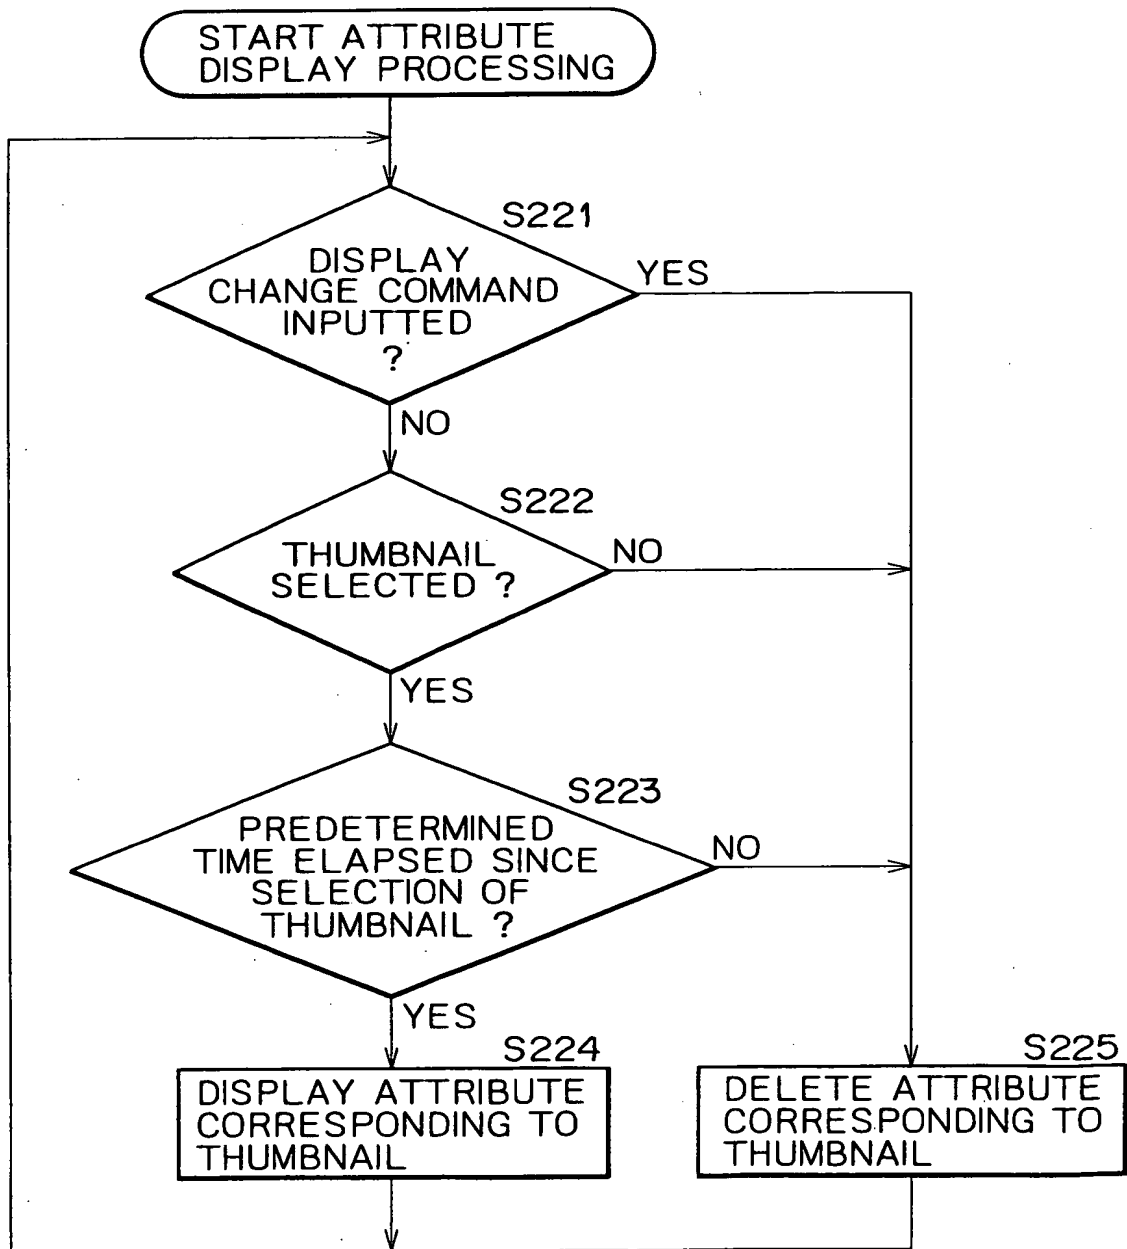 START ATTRIBUTE
DISPLAY PROCESSING
S221
DISPLAY
CHANGE COMMAND
INPUTTED
?
YES
NO
S222
THUMBNAIL
SELECTED ?
NO
YES
S223
PREDETERMINED
TIME ELAPSED SINCE
SELECTION OF
THUMBNAIL ?
NO
YES
S224
DISPLAY ATTRIBUTE
CORRESPONDING TO
THUMBNAIL
S225
DELETE ATTRIBUTE
CORRESPONDING TO
THUMBNAIL